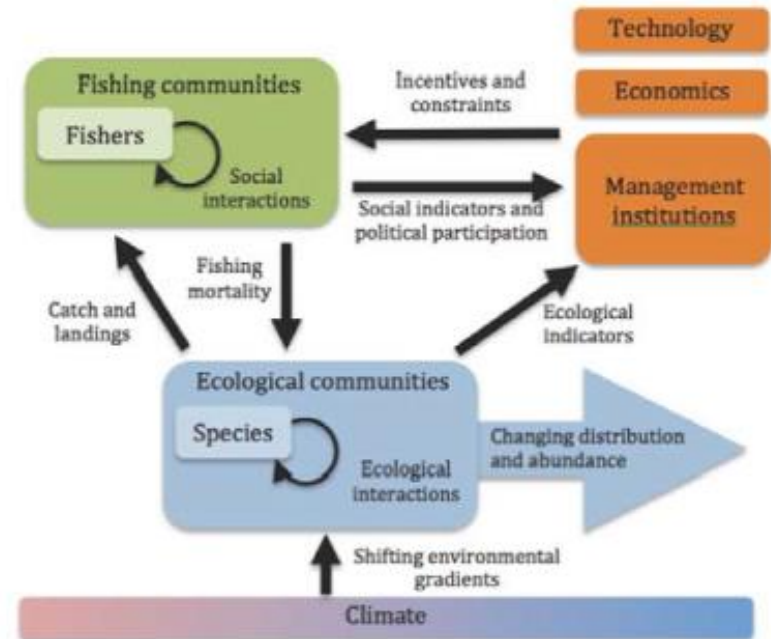 Technology
Fishing communities
Incentives and
constraints
Economics
Fishers
Social
interactions
Management
institutions
Social indicators and
political participation
Fishing
mortality
Catch and
landings
Ecological
indicators
Ecological communities
Species
Changing distribution
and abundance
Ecological
interactions
Shifting environmental
gradients
Climate